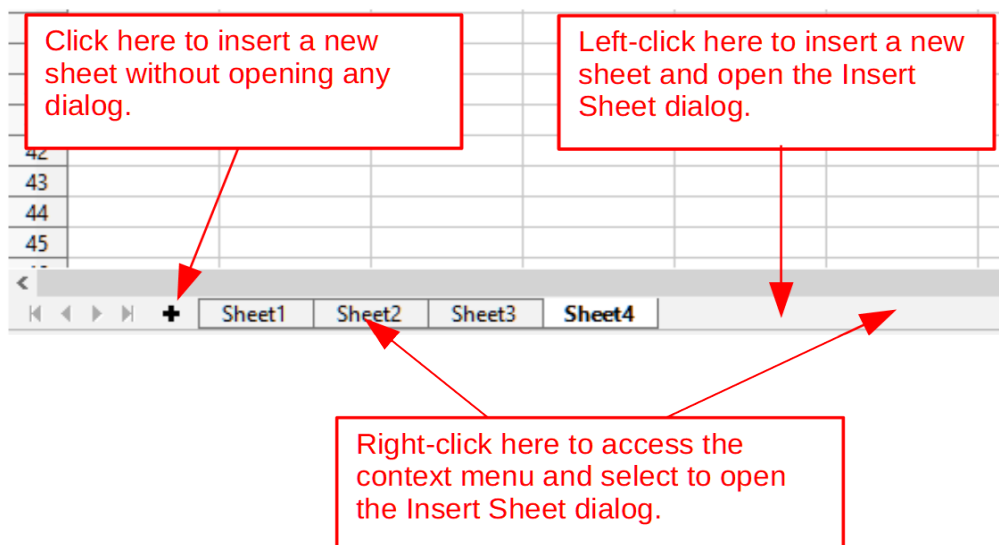 Click here to insert a new
sheet without opening any
dialog.
Left-click here to insert a new
sheet and open the Insert
Sheet dialog.
42
43
44
45
Sheet1 Sheet2 Sheet3 Sheet4
Right-click here to access the
context menu and select to open
the Insert Sheet dialog.